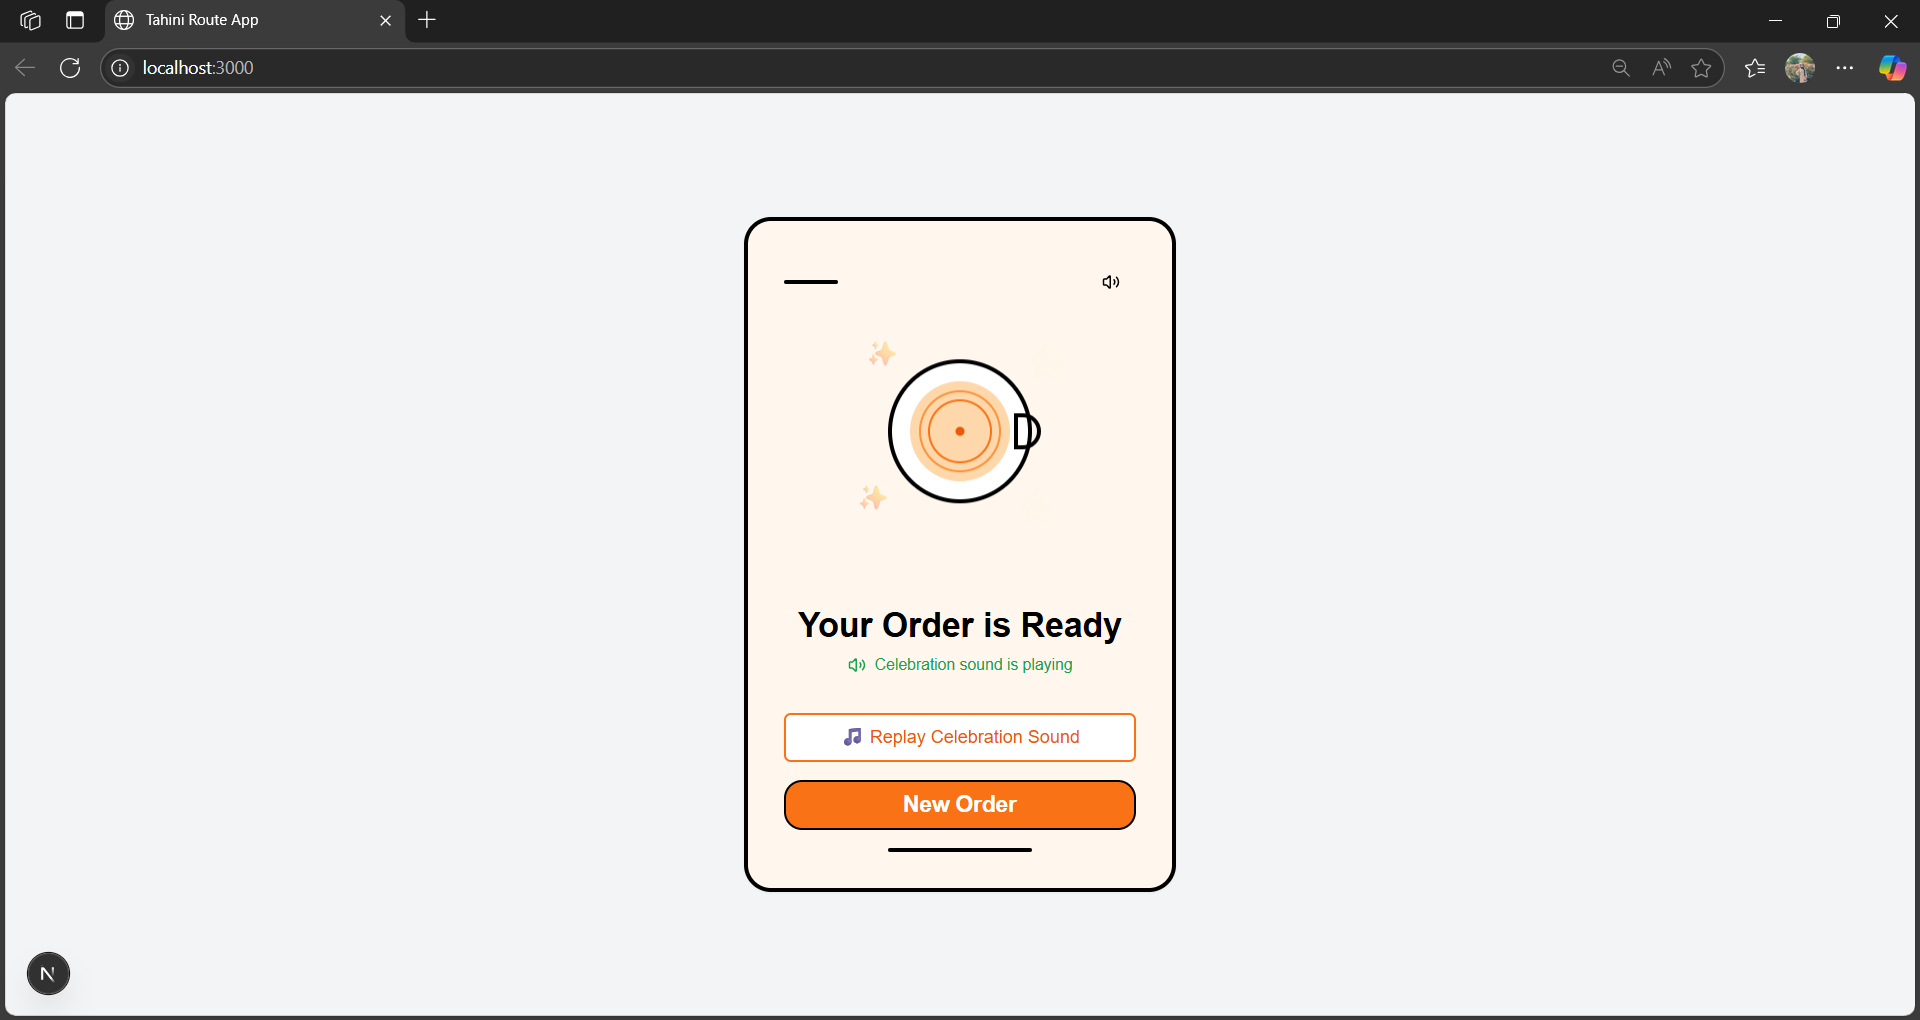 Tahini Route App
localhost:3000
Your Order is Ready
Celebration sound is playing
Replay Celebration Sound
New Order
N